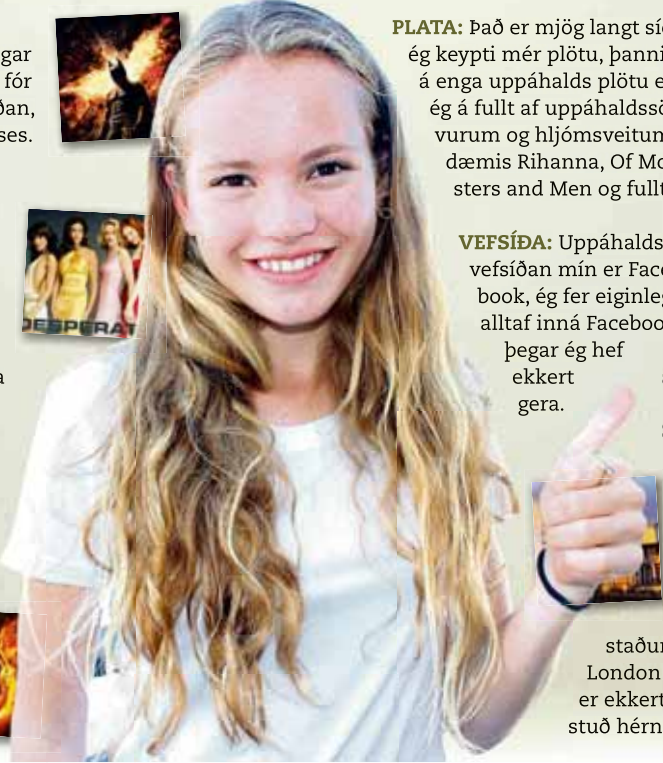 gar
fór
ðan,
ses.
DESPERAT
a
PLATA: Það er mjög langt síð
ég keypti mér plötu, þanni
á enga uppáhalds plötu e
ég á fullt af uppáhaldssö
vurum og hljómsveitum
dæmis Rihanna, Of Mo
sters and Men og fullt
VEFSÍÐA: Uppáhalds
vefsíðan mín er Face
book, ég fer eiginleg
alltaf inná Faceboo
þegar ég hef
ekkert
gera.
staður
London
er ekkert
stuð hérn